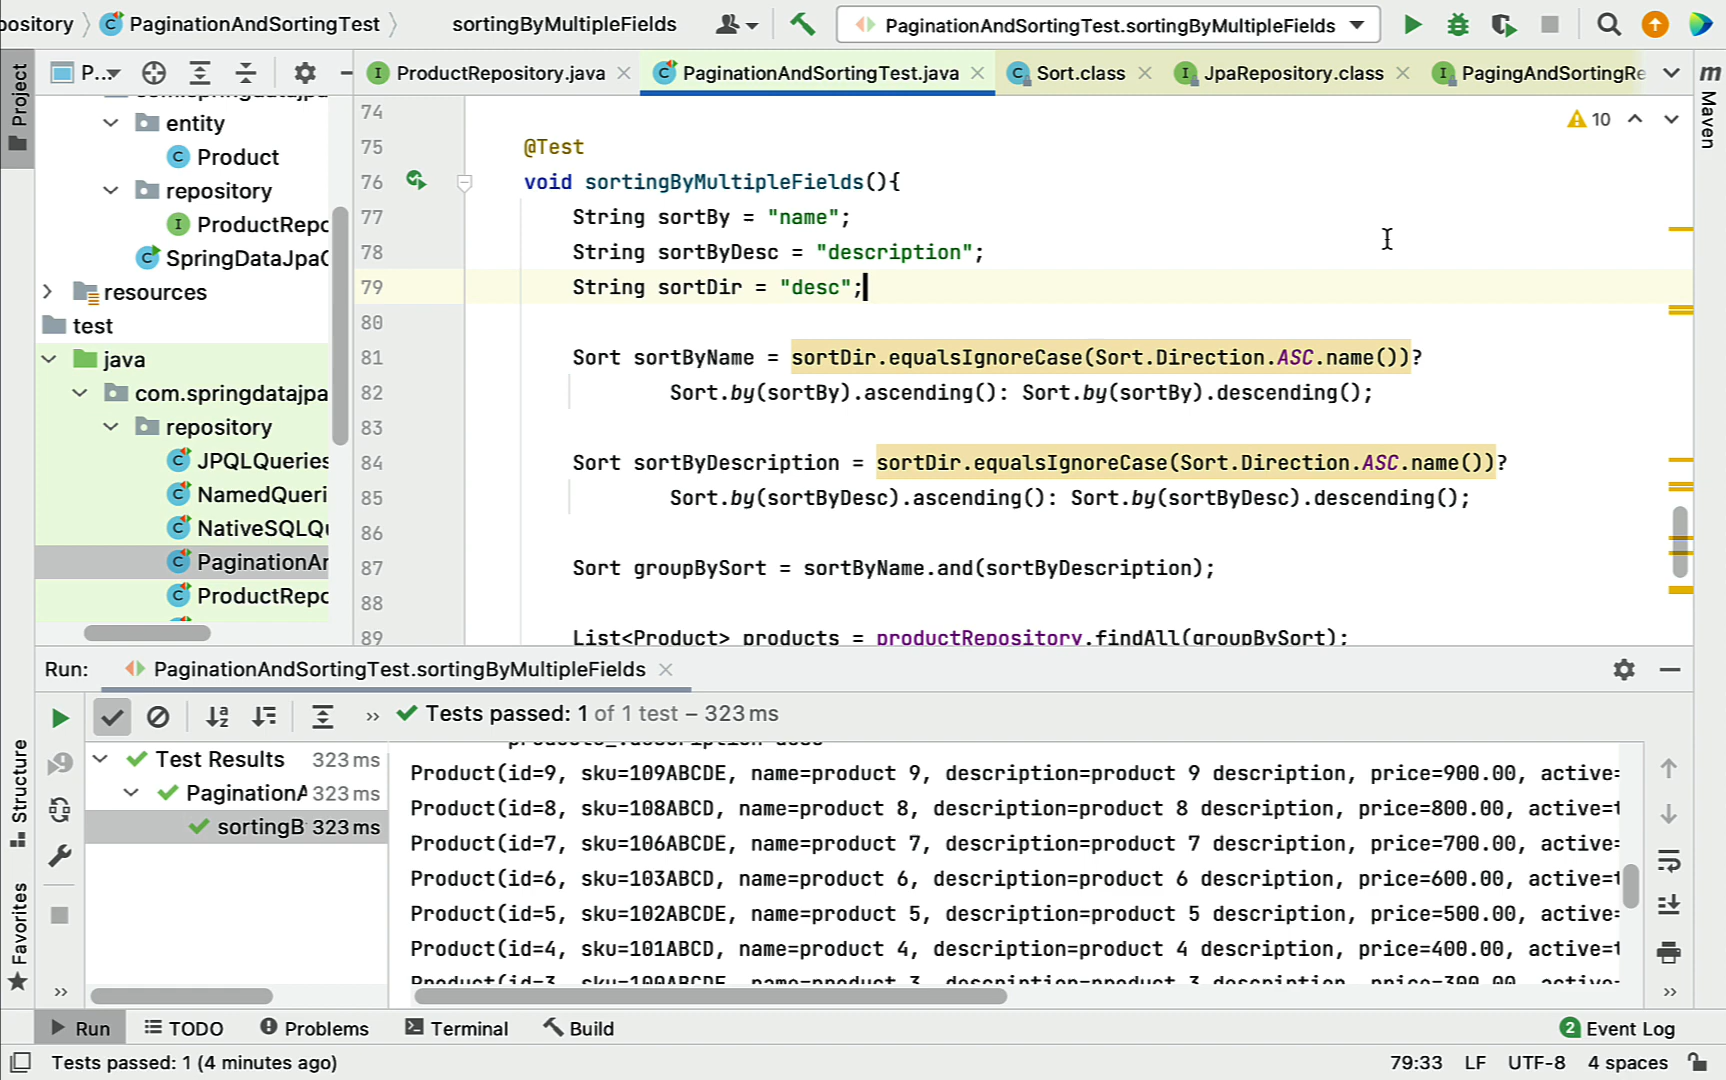 pository PaginationAndSortingTest sortingByMultipleFields PaginationAndSortingTest.sortingByMultipleFields
Project
P... ProductRepository.java PaginationAndSortingTest.java Sort.class JpaRepository.class PagingAndSortingRe
m Maven
entity
Product
repository
ProductRepo
SpringDataJpa
resources
test
java
com.springdatajpa
repository
JPQLQueries
NamedQueri
NativeSQLQu
PaginationAn
ProductRepo
10
74
75 @Test
76 void sortingByMultipleFields(){
77 String sortBy = "name";
78 String sortByDesc = "description";
79 String sortDir = "desc";
80
81 Sort sortByName = sortDir.equalsIgnoreCase(Sort.Direction.ASC.name())?
82 Sort.by(sortBy).ascending(): Sort.by(sortBy).descending();
83
84 Sort sortByDescription = sortDir.equalsIgnoreCase(Sort.Direction.ASC.name())?
85 Sort.by(sortByDesc).ascending(): Sort.by(sortByDesc).descending();
86
87 Sort groupBySort = sortByName.and(sortByDescription);
88
89 List<Product> products = productRepository.findAll(groupBySort);
Run: PaginationAndSortingTest.sortingByMultipleFields
Tests passed: 1 of 1 test – 323 ms
Test Results 323 ms
PaginationA 323 ms
sortingB 323 ms
Product(id=9, sku=109ABCDE, name=product 9, description=product 9 description, price=900.00, active=
Product(id=8, sku=108ABCD, name=product 8, description=product 8 description, price=800.00, active=t
Product(id=7, sku=106ABCDE, name=product 7, description=product 7 description, price=700.00, active=
Product(id=6, sku=103ABCD, name=product 6, description=product 6 description, price=600.00, active=t
Product(id=5, sku=102ABCDE, name=product 5, description=product 5 description, price=500.00, active=
Product(id=4, sku=101ABCD, name=product 4, description=product 4 description, price=400.00, active=t
Structure
Favorites
Run TODO Problems Terminal Build 2 Event Log
Tests passed: 1 (4 minutes ago) 79:33 LF UTF-8 4 spaces